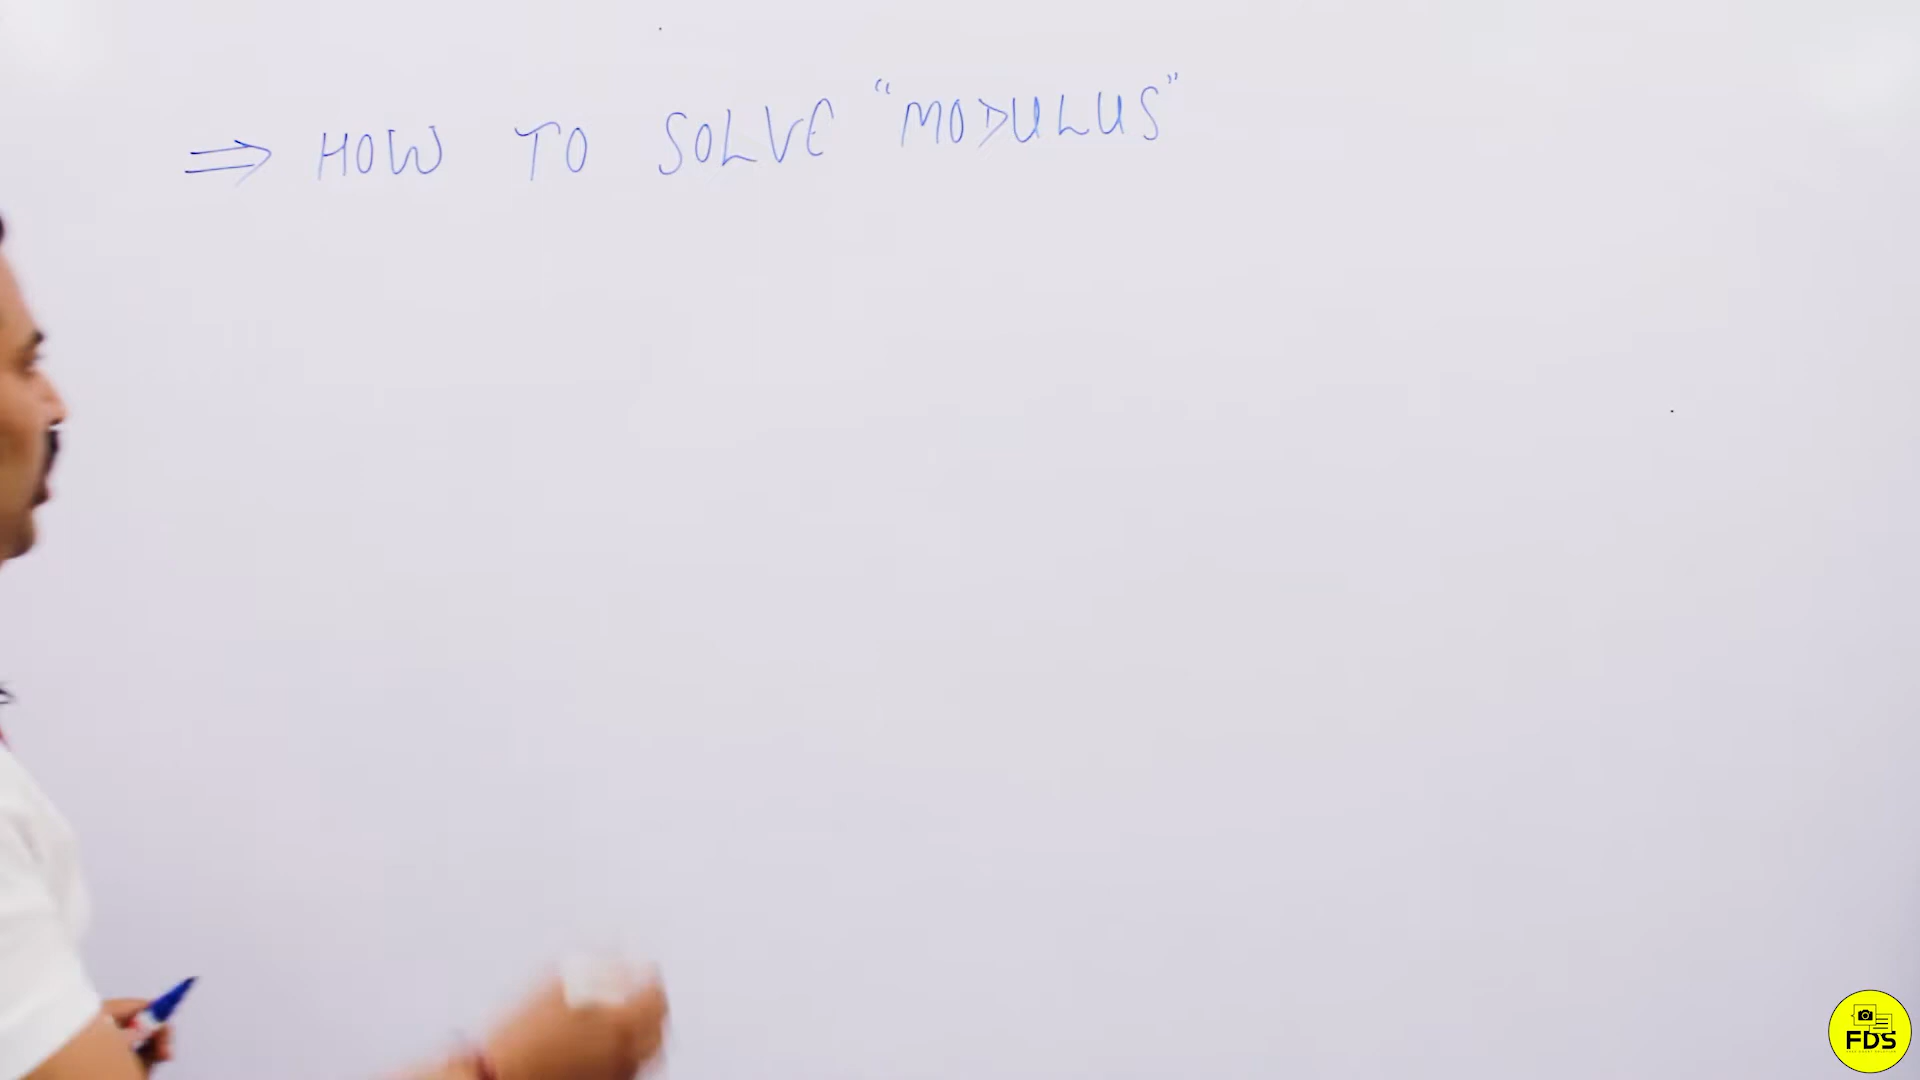 ⇒ HOW TO SOLVE "MODULUS"
FDS